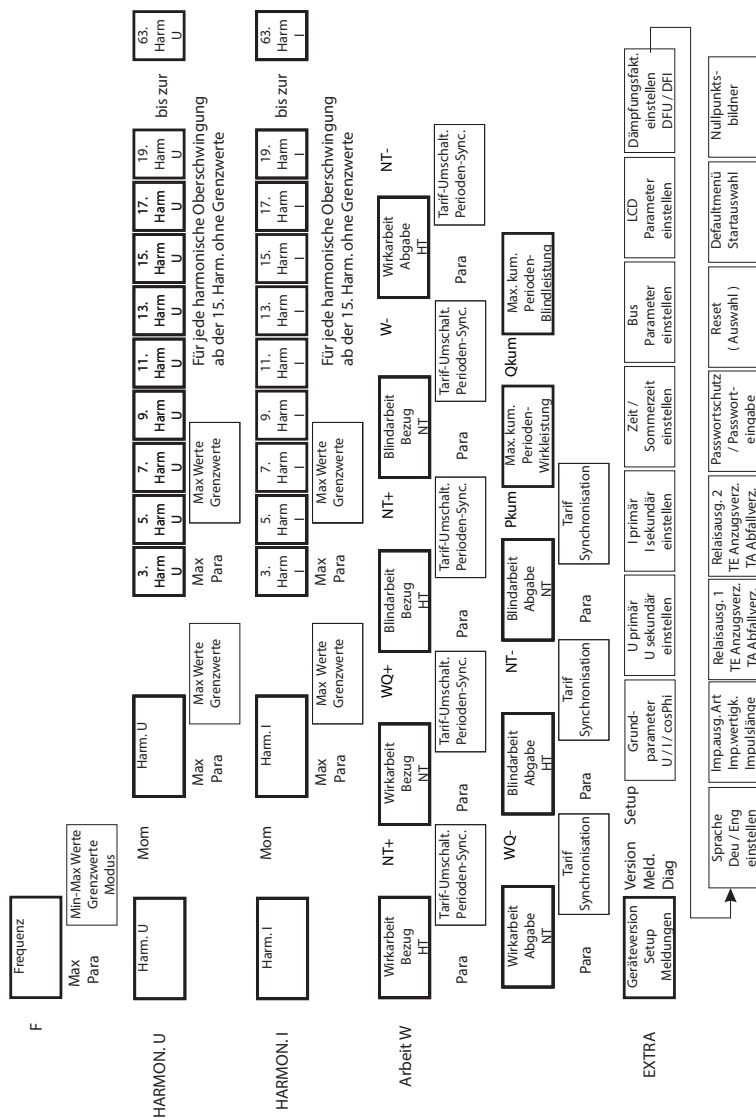 F
Frequenz
Max
Para
Min-Max Werte
Grenzwerte
Modus
HARMON. U
Harm. U
Mom
Harm. U
Max
Para
Max Werte
Grenzwerte
3.
Harm
U
5.
Harm
U
7.
Harm
U
9.
Harm
U
11.
Harm
U
13.
Harm
U
15.
Harm
U
17.
Harm
U
19.
Harm
U
bis zur
63.
Harm
U
Max
Para
Max Werte
Grenzwerte
Für jede harmonische Oberschwingung
ab der 15. Harm. ohne Grenzwerte
HARMON. I
Harm. I
Mom
Harm. I
Max
Para
Max Werte
Grenzwerte
3.
Harm
I
5.
Harm
I
7.
Harm
I
9.
Harm
I
11.
Harm
I
13.
Harm
I
15.
Harm
I
17.
Harm
I
19.
Harm
I
bis zur
63.
Harm
I
Max
Para
Max Werte
Grenzwerte
Für jede harmonische Oberschwingung
ab der 15. Harm. ohne Grenzwerte
Arbeit W
Wirkarbeit
Bezug
HT
NT+
Wirkarbeit
Bezug
NT
WQ+
Blindarbeit
Bezug
HT
NT+
Blindarbeit
Bezug
NT
W-
Wirkarbeit
Abgabe
HT
NT-
Para
Tarif-Umschalt.
Perioden-Sync.
Para
Tarif-Umschalt.
Perioden-Sync.
Para
Tarif-Umschalt.
Perioden-Sync.
Para
Tarif-Umschalt.
Perioden-Sync.
Para
Tarif-Umschalt.
Perioden-Sync.
Wirkarbeit
Abgabe
NT
WQ-
Blindarbeit
Abgabe
HT
NT-
Blindarbeit
Abgabe
NT
Pkum
Max. kum.
Perioden-
Wirkleistung
Qkum
Max. kum.
Perioden-
Blindleistung
Para
Tarif
Synchronisation
Para
Tarif
Synchronisation
Para
Tarif
Synchronisation
EXTRA
Geräteversion
Setup
Meldungen
Version
Meld.
Diag
Setup
Grund-
parameter
U / I / cosPhi
U primär
U sekundär
einstellen
I primär
I sekundär
einstellen
Zeit /
Sommerzeit
einstellen
Bus
Parameter
einstellen
LCD
Parameter
einstellen
Dämpfungsfakt.
einstellen
DFU / DFI
Sprache
Deu / Eng
einstellen
Imp.ausg. Art
Imp.wertigk.
Impulslänge
Relaisausg. 1
TE Anzugsverz.
TA Abfallverz.
Relaisausg. 2
TE Anzugsverz.
TA Abfallverz.
Passwortschutz
/ Passwort-
eingabe
Reset
( Auswahl )
Defaultmenü
Startauswahl
Nullpunkts-
bildner